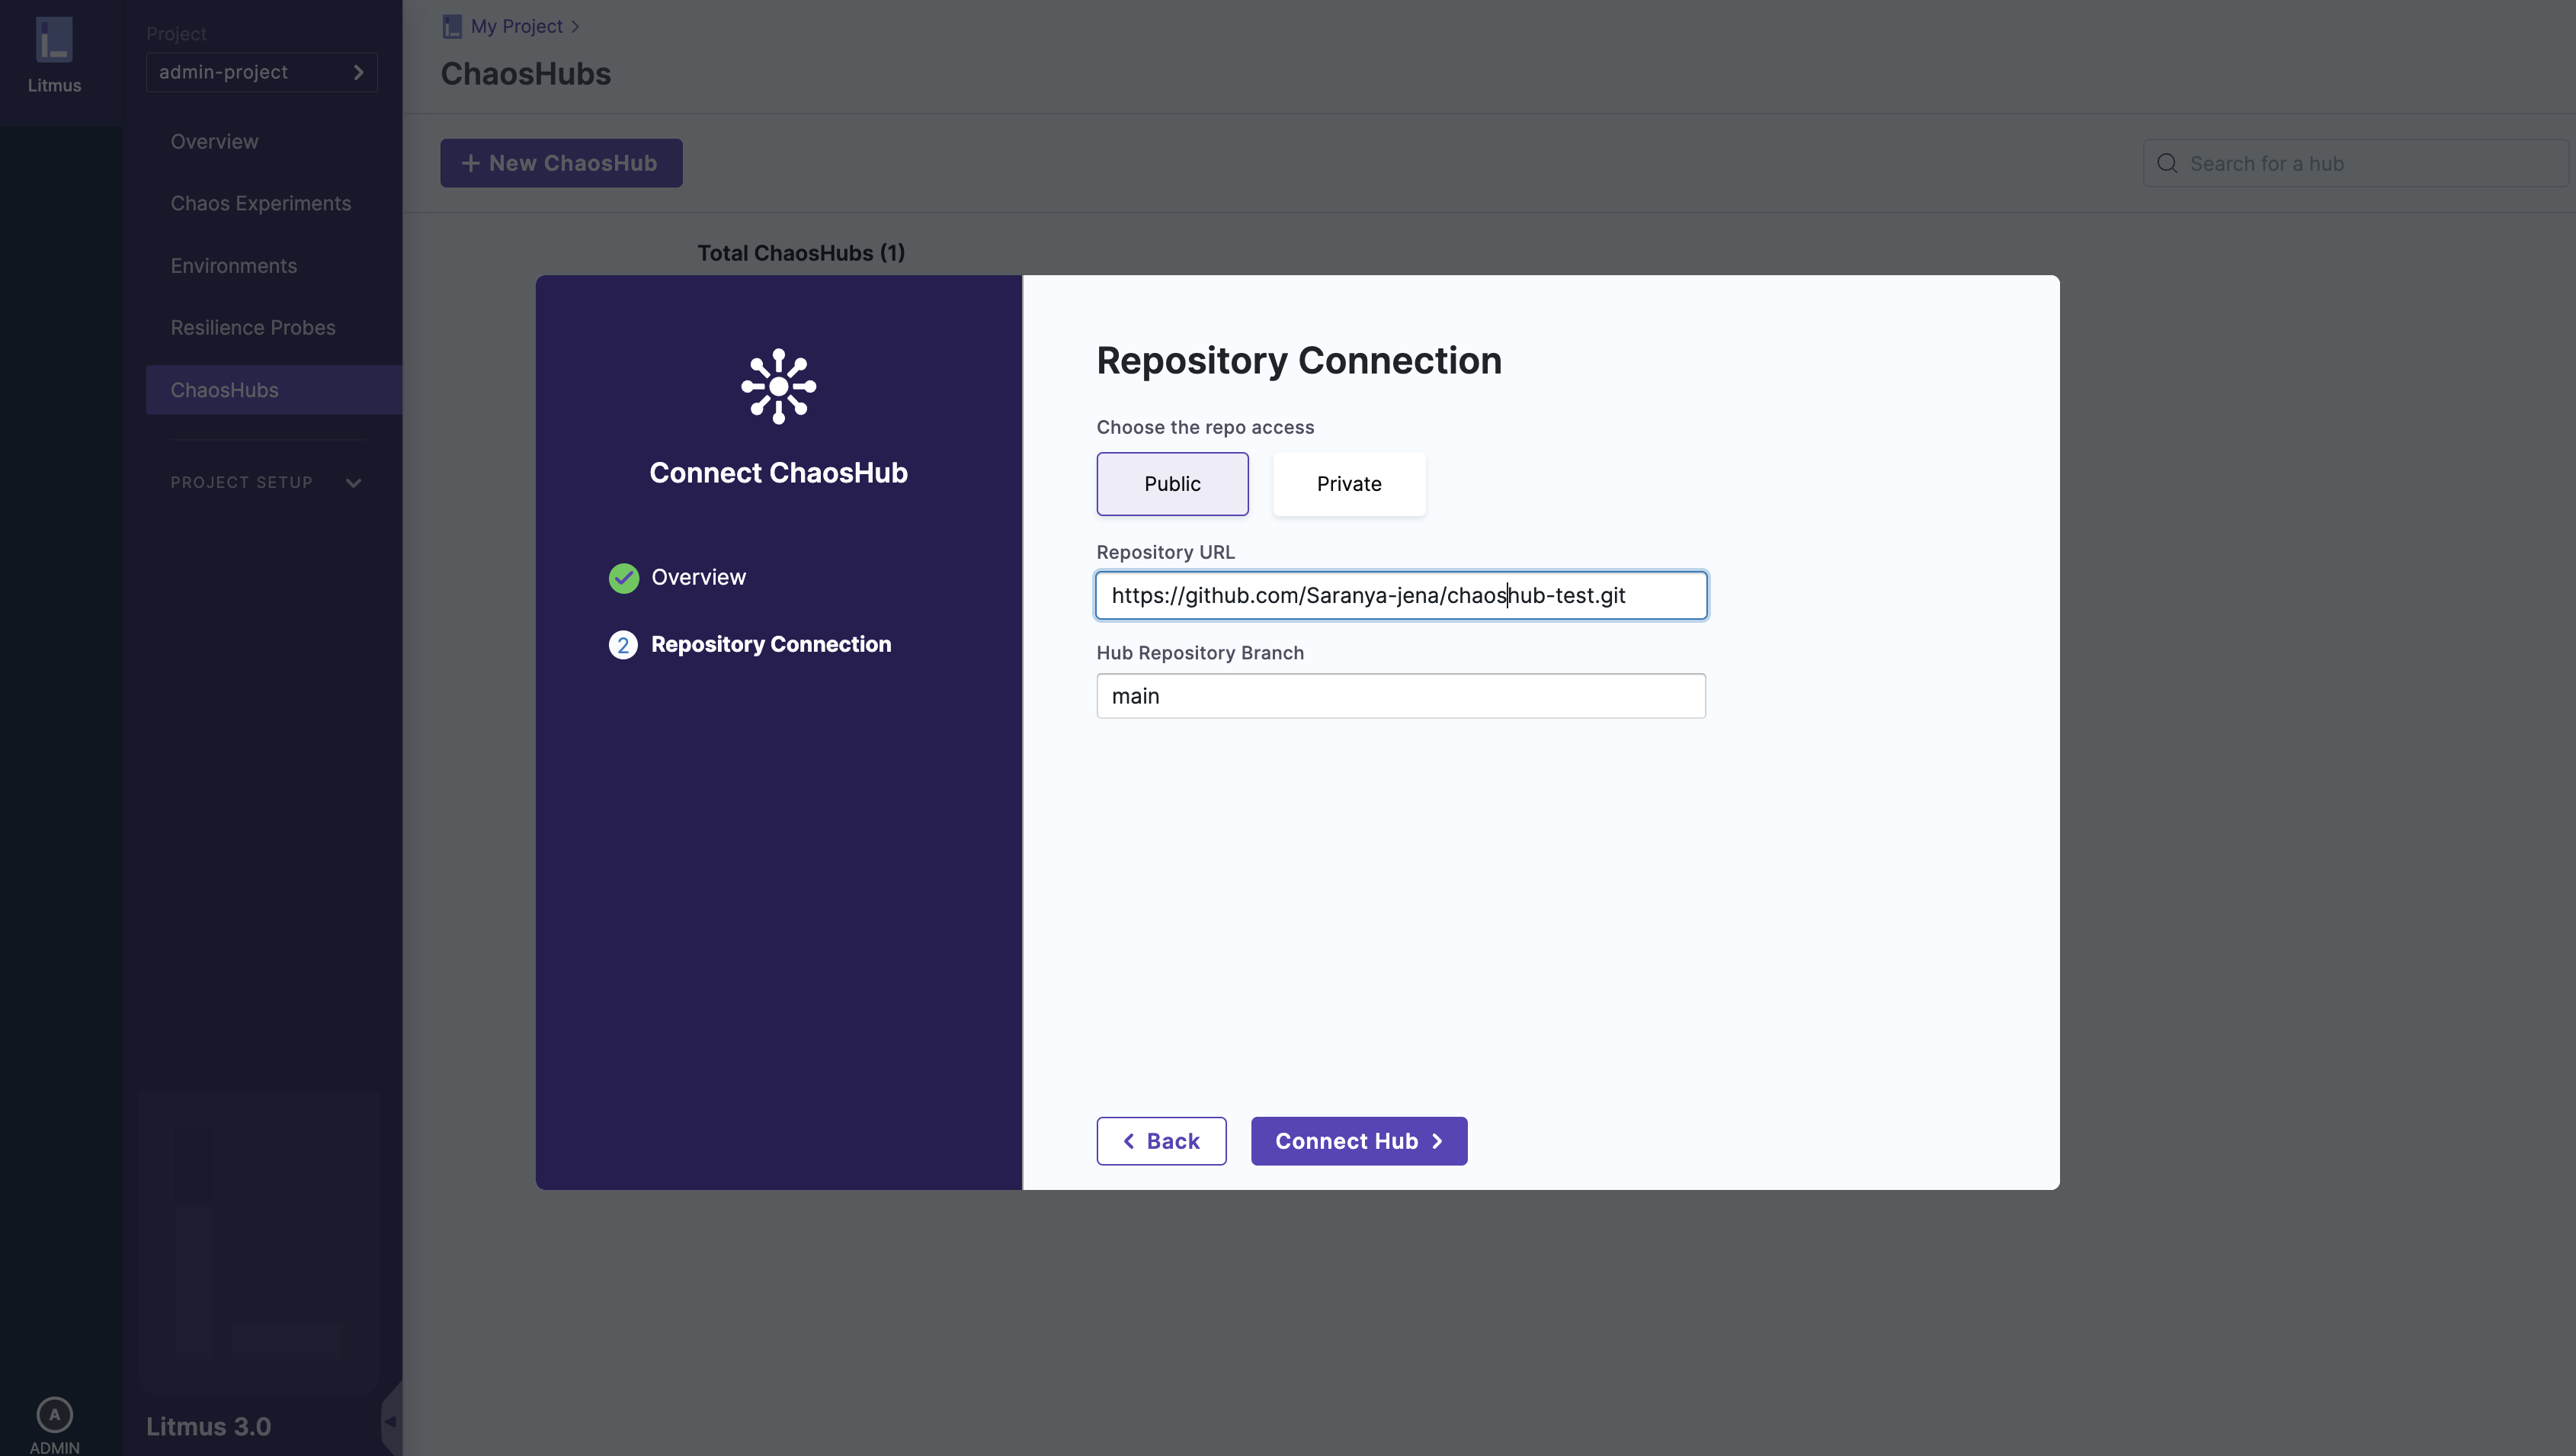 Litmus
Project
admin-project
Overview
Chaos Experiments
Environments
Resilience Probes
ChaosHubs
PROJECT SETUP
Litmus 3.0
A
ADMIN
My Project
ChaosHubs
New ChaosHub
Search for a hub
Total ChaosHubs (1)
Connect ChaosHub
Overview
2 Repository Connection
Repository Connection
Choose the repo access
Public Private
Repository URL
https://github.com/Saranya-jena/chaoshub-test.git
Hub Repository Branch
main
Back Connect Hub